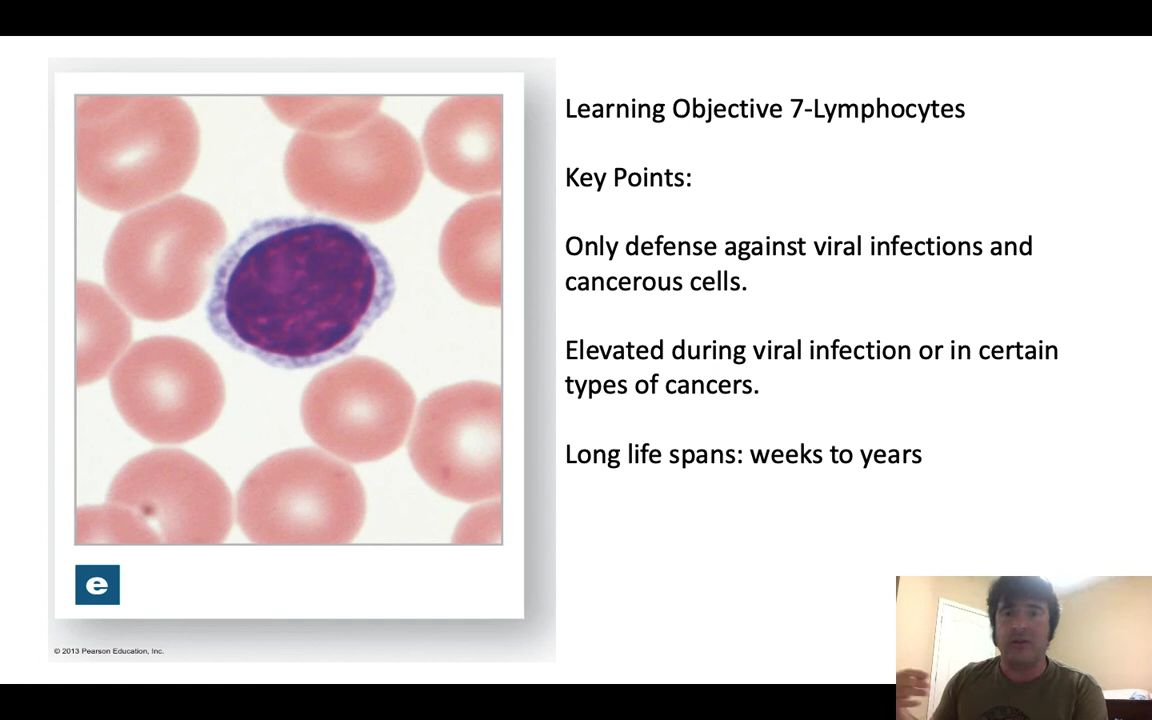 Learning Objective 7-Lymphocytes
Key Points:
Only defense against viral infections and
cancerous cells.
Elevated during viral infection or in certain
types of cancers.
Long life spans: weeks to years
e
© 2013 Pearson Education, Inc.